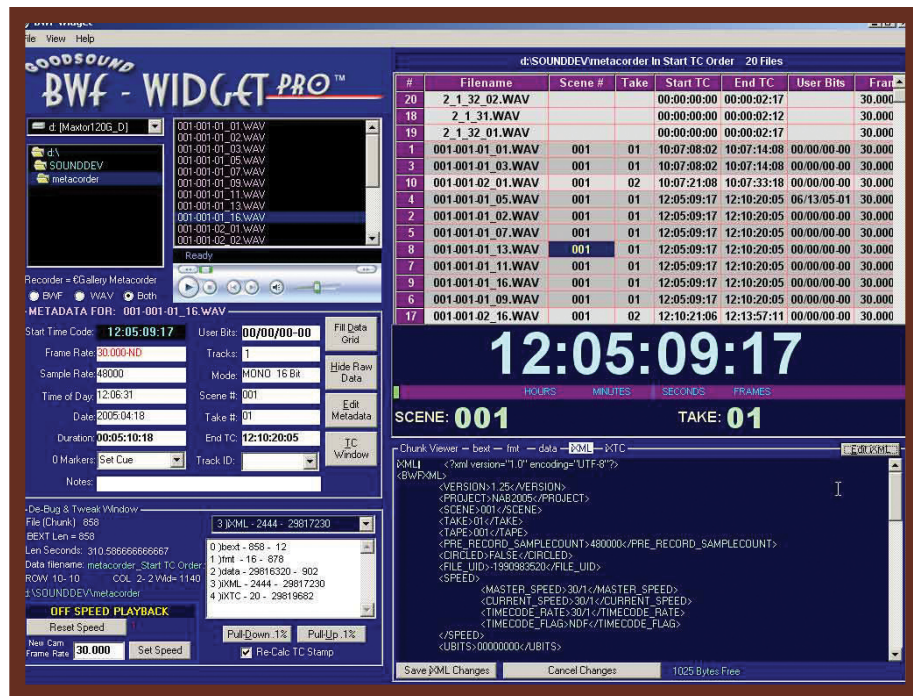 BWF Widget
File View Help
GOODSOUND
BWF - WIDGET PRO™
d: [Maxtor120G_D]
d:\
SOUNDDEV
metacorder
001-001-01_01.WAV
001-001-01_02.WAV
001-001-01_03.WAV
001-001-01_05.WAV
001-001-01_07.WAV
001-001-01_09.WAV
001-001-01_11.WAV
001-001-01_13.WAV
001-001-01_16.WAV
001-001-02_01.WAV
001-001-02_02.WAV
Ready
Recorder = €Gallery Metacorder
BWF WAV Both
METADATA FOR: 001-001-01_16.WAV
Start Time Code: 12:05:09:17 User Bits: 00/00/00-00 Fill Data Grid
Frame Rate: 30.000-ND Tracks: 1
Sample Rate: 48000 Mode: MONO 16 Bit Hide Raw Data
Time of Day: 12:06:31 Scene #: 001
Date: 2005:04:18 Take #: 01 Edit Metadata
Duration: 00:05:10:18 End TC: 12:10:20:05
0 Markers: Set Cue Track ID: TC Window
Notes:
De-Bug & Tweak Window
File (Chunk) 858
BEXT Len = 858
Len Seconds: 310.586666666667
Data filename: metacorder_Start TC Order
ROW 10- 10 COL 2- 2 Wid= 1140
d:\SOUNDDEV\metacorder
3 )iXML - 2444 - 29817230
0 )bext - 858 - 12
1 )fmt - 16 - 878
2 )data - 29816320 - 902
3 )iXML - 2444 - 29817230
4 )iXTC - 20 - 29819682
OFF SPEED PLAYBACK
Reset Speed
New Cam Frame Rate 30.000 Set Speed
Pull-Down .1% Pull-Up .1%
Re-Calc TC Stamp
d:\SOUNDDEV\metacorder In Start TC Order 20 Files
# Filename Scene # Take Start TC End TC User Bits Fram
20 2_1_32_02.WAV 00:00:00:00 00:00:02:17 30.000
18 2_1_31.WAV 00:00:00:00 00:00:02:12 30.000
19 2_1_32_01.WAV 00:00:00:00 00:00:02:17 30.000
1 001-001-01_01.WAV 001 01 10:07:08:02 10:07:14:08 00/00/00-00 30.000
3 001-001-01_03.WAV 001 01 10:07:08:02 10:07:14:08 00/00/00-00 30.000
10 001-001-02_01.WAV 001 02 10:07:21:08 10:07:33:18 00/00/00-00 30.000
4 001-001-01_05.WAV 001 01 12:05:09:17 12:10:20:05 06/13/05-01 30.000
2 001-001-01_02.WAV 001 01 12:05:09:17 12:10:20:05 00/00/00-00 30.000
5 001-001-01_07.WAV 001 01 12:05:09:17 12:10:20:05 00/00/00-00 30.000
8 001-001-01_13.WAV 001 01 12:05:09:17 12:10:20:05 00/00/00-00 30.000
7 001-001-01_11.WAV 001 01 12:05:09:17 12:10:20:05 00/00/00-00 30.000
9 001-001-01_16.WAV 001 01 12:05:09:17 12:10:20:05 00/00/00-00 30.000
6 001-001-01_09.WAV 001 01 12:05:09:17 12:10:20:05 00/00/00-00 30.000
17 001-001-02_16.WAV 001 02 12:10:21:06 12:13:57:11 00/00/00-00 30.000
12:05:09:17
HOURS MINUTES SECONDS FRAMES
SCENE: 001 TAKE: 01
Chunk Viewer — bext — fmt — data — iXML — iXTC Edit iXML
iXML| <?xml version="1.0" encoding="UTF-8"?>
<BWFXML>
<VERSION>1.25</VERSION>
<PROJECT>NAB2005</PROJECT>
<SCENE>001</SCENE>
<TAKE>01</TAKE>
<TAPE>001</TAPE>
<PRE_RECORD_SAMPLECOUNT>480000</PRE_RECORD_SAMPLECOUNT>
<CIRCLED>FALSE</CIRCLED>
<FILE_UID>-1990983520</FILE_UID>
<SPEED>
<MASTER_SPEED>30/1</MASTER_SPEED>
<CURRENT_SPEED>30/1</CURRENT_SPEED>
<TIMECODE_RATE>30/1</TIMECODE_RATE>
<TIMECODE_FLAG>NDF</TIMECODE_FLAG>
</SPEED>
<UBITS>00000000</UBITS>
Save iXML Changes Cancel Changes 1025 Bytes Free